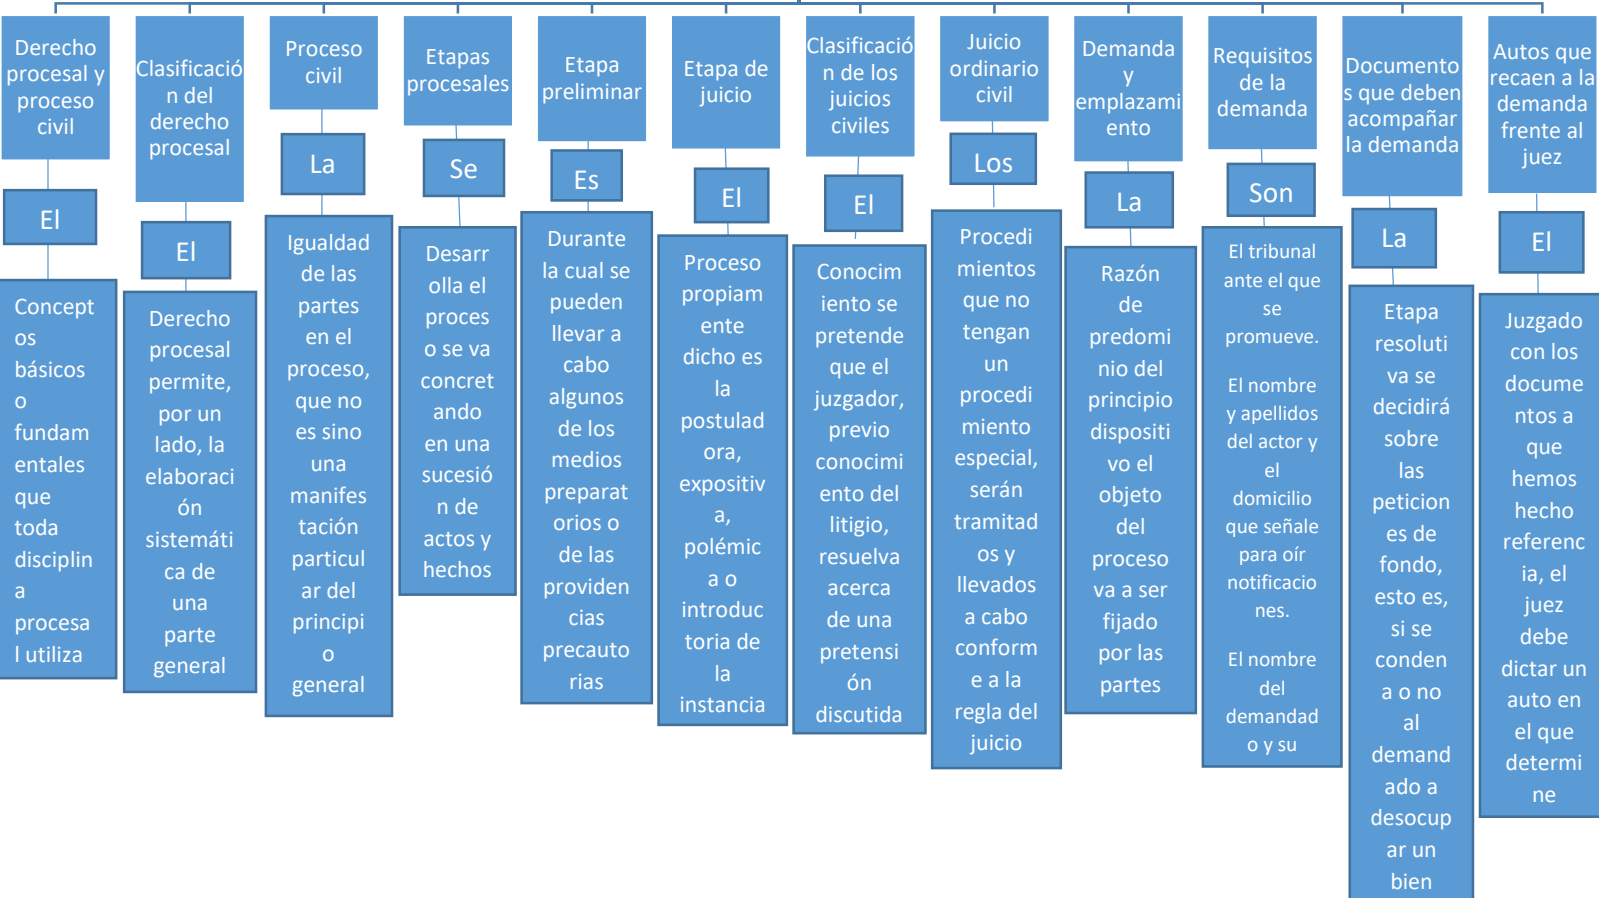 Derecho
procesal y
proceso
civil
El
Concept
os
básicos
o
fundam
entales
que
toda
disciplin
a
procesa
l utiliza
Clasificació
n del
derecho
procesal
El
Derecho
procesal
permite,
por un
lado, la
elaboraci
ón
sistemáti
ca de
una
parte
general
Proceso
civil
La
Igualdad
de las
partes
en el
proceso,
que no
es sino
una
manifes
tación
particul
ar del
principi
o
general
Etapas
procesales
Se
Desarr
olla el
proces
o se va
concret
ando
en una
sucesió
n de
actos y
hechos
Etapa
preliminar
Es
Durante
la cual se
pueden
llevar a
cabo
algunos
de los
medios
preparat
orios o
de las
providen
cias
precauto
rias
Etapa de
juicio
El
Proceso
propiam
ente
dicho es
la
postulad
ora,
expositiv
a,
polémic
a o
introduc
toria de
la
instancia
Clasificació
n de los
juicios
civiles
El
Conocim
iento se
pretende
que el
juzgador,
previo
conocimi
ento del
litigio,
resuelva
acerca
de una
pretensi
ón
discutida
Juicio
ordinario
civil
Los
Procedi
mientos
que no
tengan
un
procedi
miento
especial,
serán
tramitad
os y
llevados
a cabo
conform
e a la
regla del
juicio
Demanda
y
emplazami
ento
La
Razón
de
predomi
nio del
principio
dispositi
vo el
objeto
del
proceso
va a ser
fijado
por las
partes
Requisitos
de la
demanda
Son
El tribunal
ante el que
se
promueve.
El nombre
y apellidos
del actor y
el
domicilio
que señale
para oír
notificacio
nes.
El nombre
del
demandad
o y su
Documento
s que deben
acompañar
la demanda
La
Etapa
resoluti
va se
decidirá
sobre
las
peticion
es de
fondo,
esto es,
si se
conden
a o no
al
demand
ado a
desocup
ar un
bien
Autos que
recaen a la
demanda
frente al
juez
El
Juzgado
con los
docume
ntos a
que
hemos
hecho
referenc
ia, el
juez
debe
dictar un
auto en
el que
determi
ne